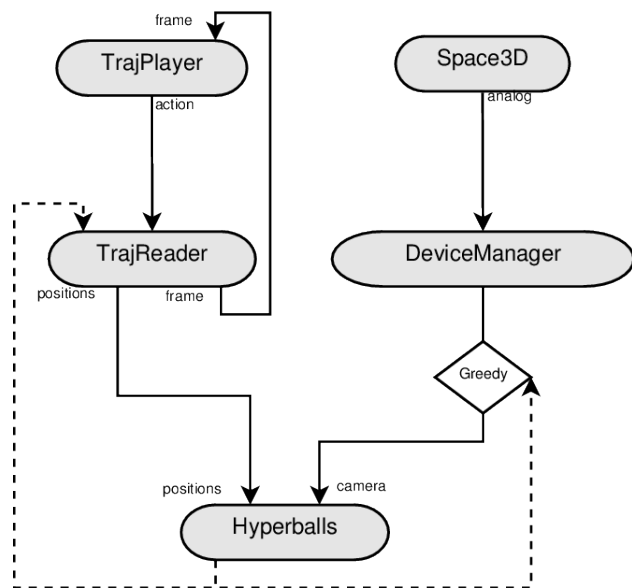 frame
TrajPlayer
Space3D
action
analog
TrajReader
DeviceManager
positions
frame
Greedy
positions
camera
Hyperballs